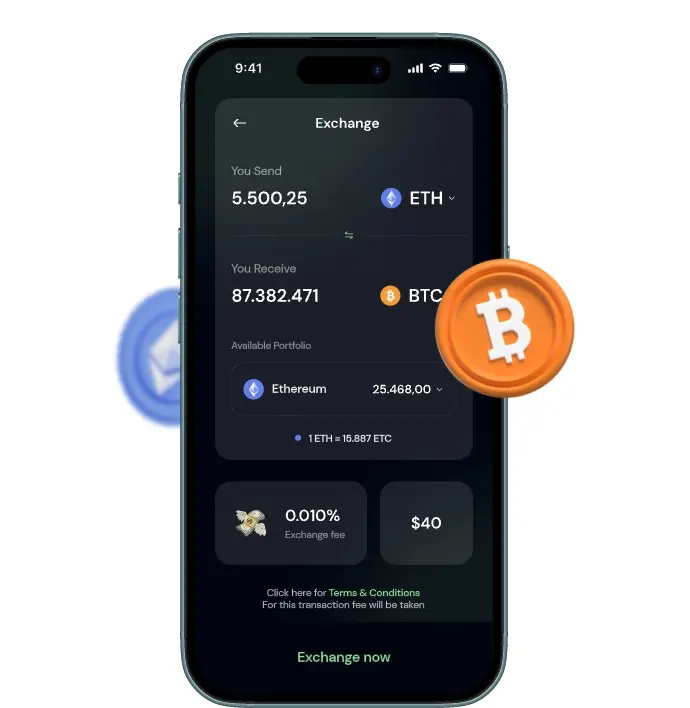 9:41
Exchange
You Send
5.500,25 ETH
You Receive
87.382.471 BTC
Available Portfolio
Ethereum 25.468,00
1 ETH = 15.887 ETC
0.010% $40
Exchange fee
Click here for Terms & Conditions
For this transaction fee will be taken
Exchange now